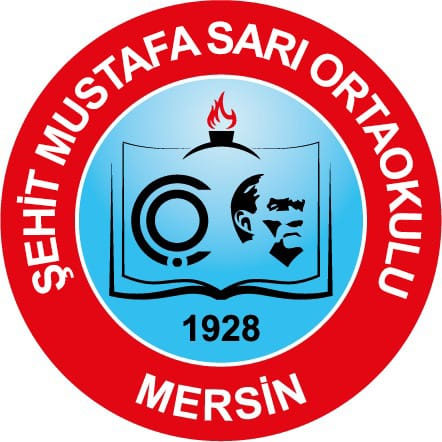 ŞEHİT MUSTAFA SARI ORTAOKULU
1928
MERSİN